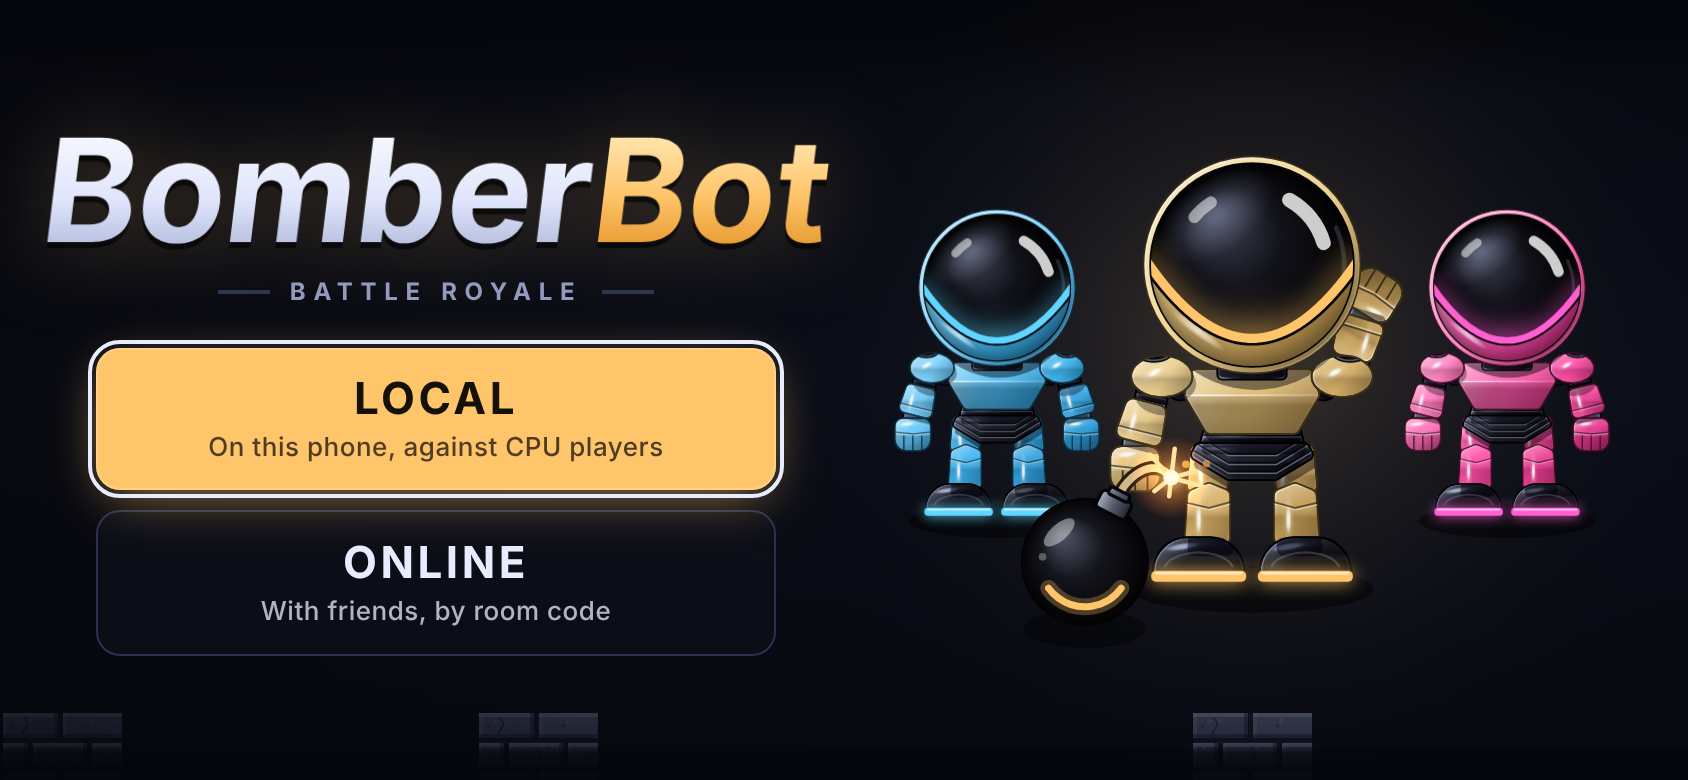 BomberBot
BATTLE ROYALE
LOCAL
On this phone, against CPU players
ONLINE
With friends, by room code